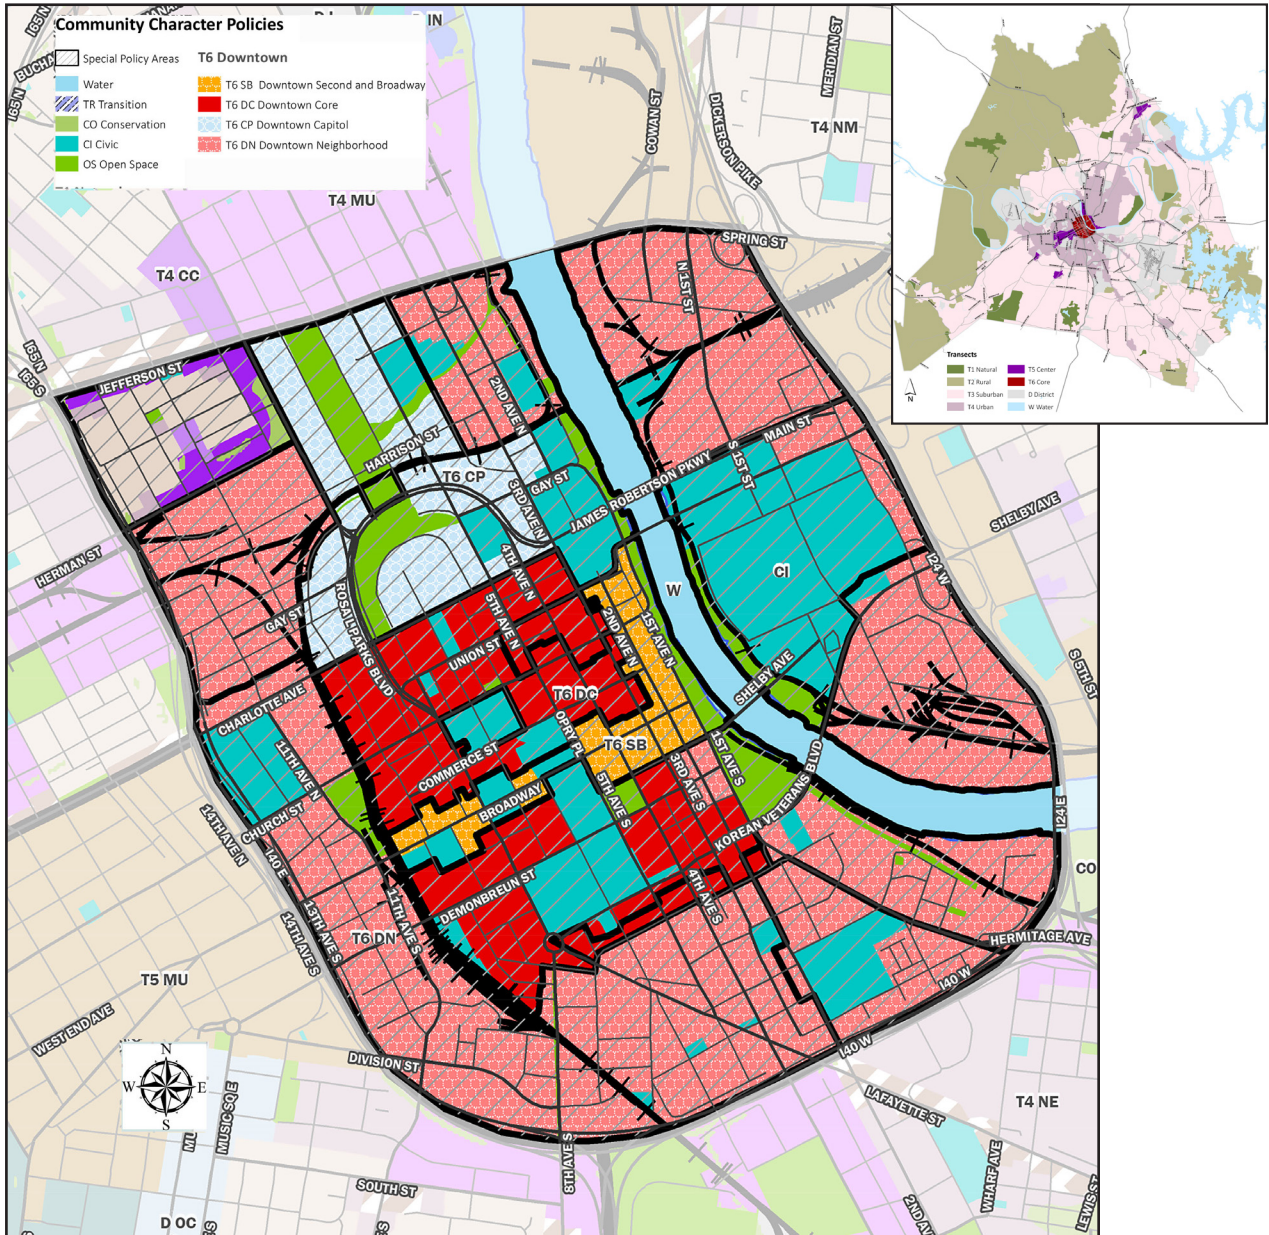 Community Character Policies
Special Policy Areas
Water
TR Transition
CO Conservation
CI Civic
OS Open Space
T6 Downtown
T6 SB Downtown Second and Broadway
T6 DC Downtown Core
T6 CP Downtown Capitol
T6 DN Downtown Neighborhood
I65 N
D IN
COWAN ST
DICKERSON PIKE
MERIDIAN ST
T4 NM
T4 MU
T4 CC
SPRING ST
N 1ST ST
I65 N
I65 S
JEFFERSON ST
2ND AVE N
HARRISON ST
T6 CP
GAY ST
3RD AVE N
JAMES ROBERTSON PKWY
S 1ST ST
MAIN ST
SHELBY AVE
HERMAN ST
GAY ST
ROSA L PARKS BLVD
4TH AVE N
5TH AVE N
UNION ST
2ND AVE N
1ST AVE N
W
CI
I24 W
S 5TH ST
SHELBY AVE
CHARLOTTE AVE
T6 DC
OPRY PL
T6 SB
11TH AVE N
COMMERCE ST
BROADWAY
5TH AVE S
3RD AVE S
1ST AVE S
KOREAN VETERANS BLVD
I24 E
CHURCH ST
14TH AVE N
I40 E
DEMONBREUN ST
4TH AVE S
CO
13TH AVE S
14TH AVE S
11TH AVE S
T6 DN
HERMITAGE AVE
I40 W
T5 MU
WEST END AVE
DIVISION ST
I40 W
LAFAYETTE ST
T4 NE
N
W
E
S
MUSIC SQ E
SOUTH ST
8TH AVE S
WHARF AVE
LEWIS ST
D OC
Transects
T1 Natural
T2 Rural
T3 Suburban
T4 Urban
T5 Center
T6 Core
D District
W Water
N